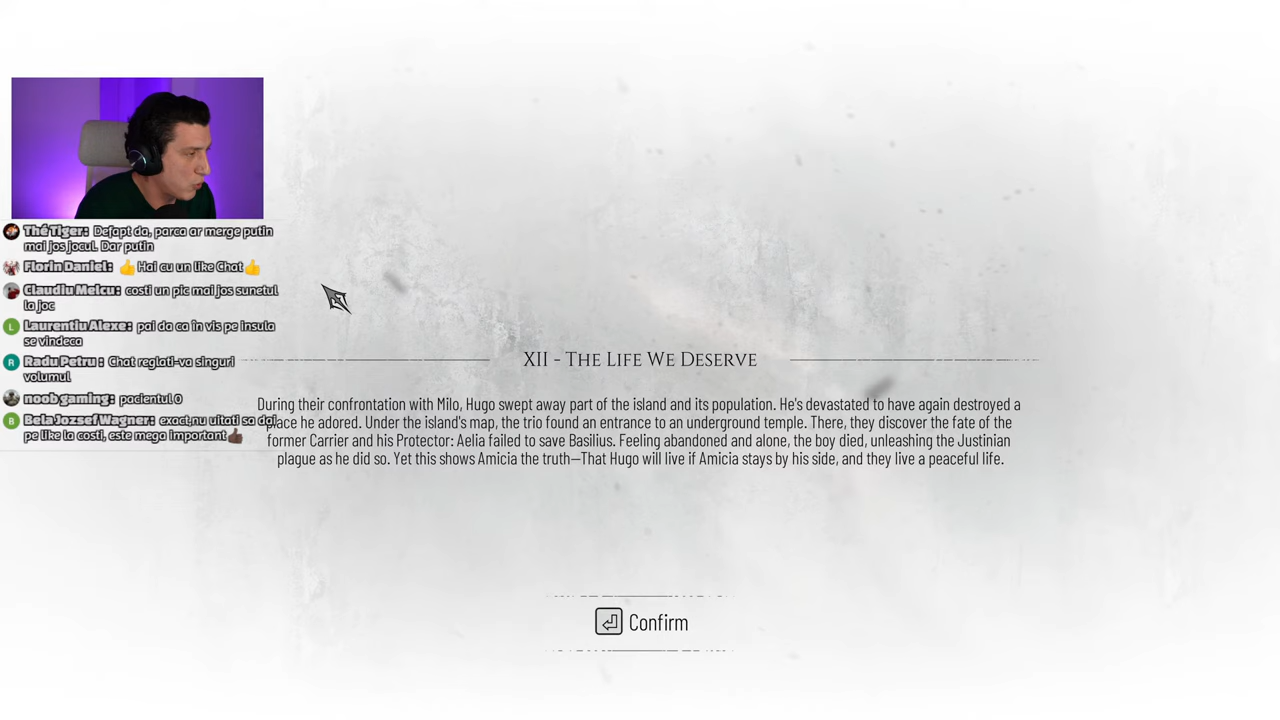 Thé Tiger: Defapt da, parca ar merge putin
mai jos jocul. Dar putin
Florin Daniel: 👍Hai cu un like Chat👍
Claudiu Melcu: costi un pic mai jos sunetul
la joc
L Laurentiu Alexe: pai da ca în vis pe insula
se vindeca
R Radu Petru: Chat reglati-va singuri
volumul
noob gaming: pacientul 0
B Bela Jozsef Wagner: exact,nu uitati sa dai
pe like la costi, este mega important👍🏿
XII - The Life We Deserve
During their confrontation with Milo, Hugo swept away part of the island and its population. He's devastated to have again destroyed a
place he adored. Under the island's map, the trio found an entrance to an underground temple. There, they discover the fate of the
former Carrier and his Protector: Aelia failed to save Basilius. Feeling abandoned and alone, the boy died, unleashing the Justinian
plague as he did so. Yet this shows Amicia the truth—That Hugo will live if Amicia stays by his side, and they live a peaceful life.
Confirm